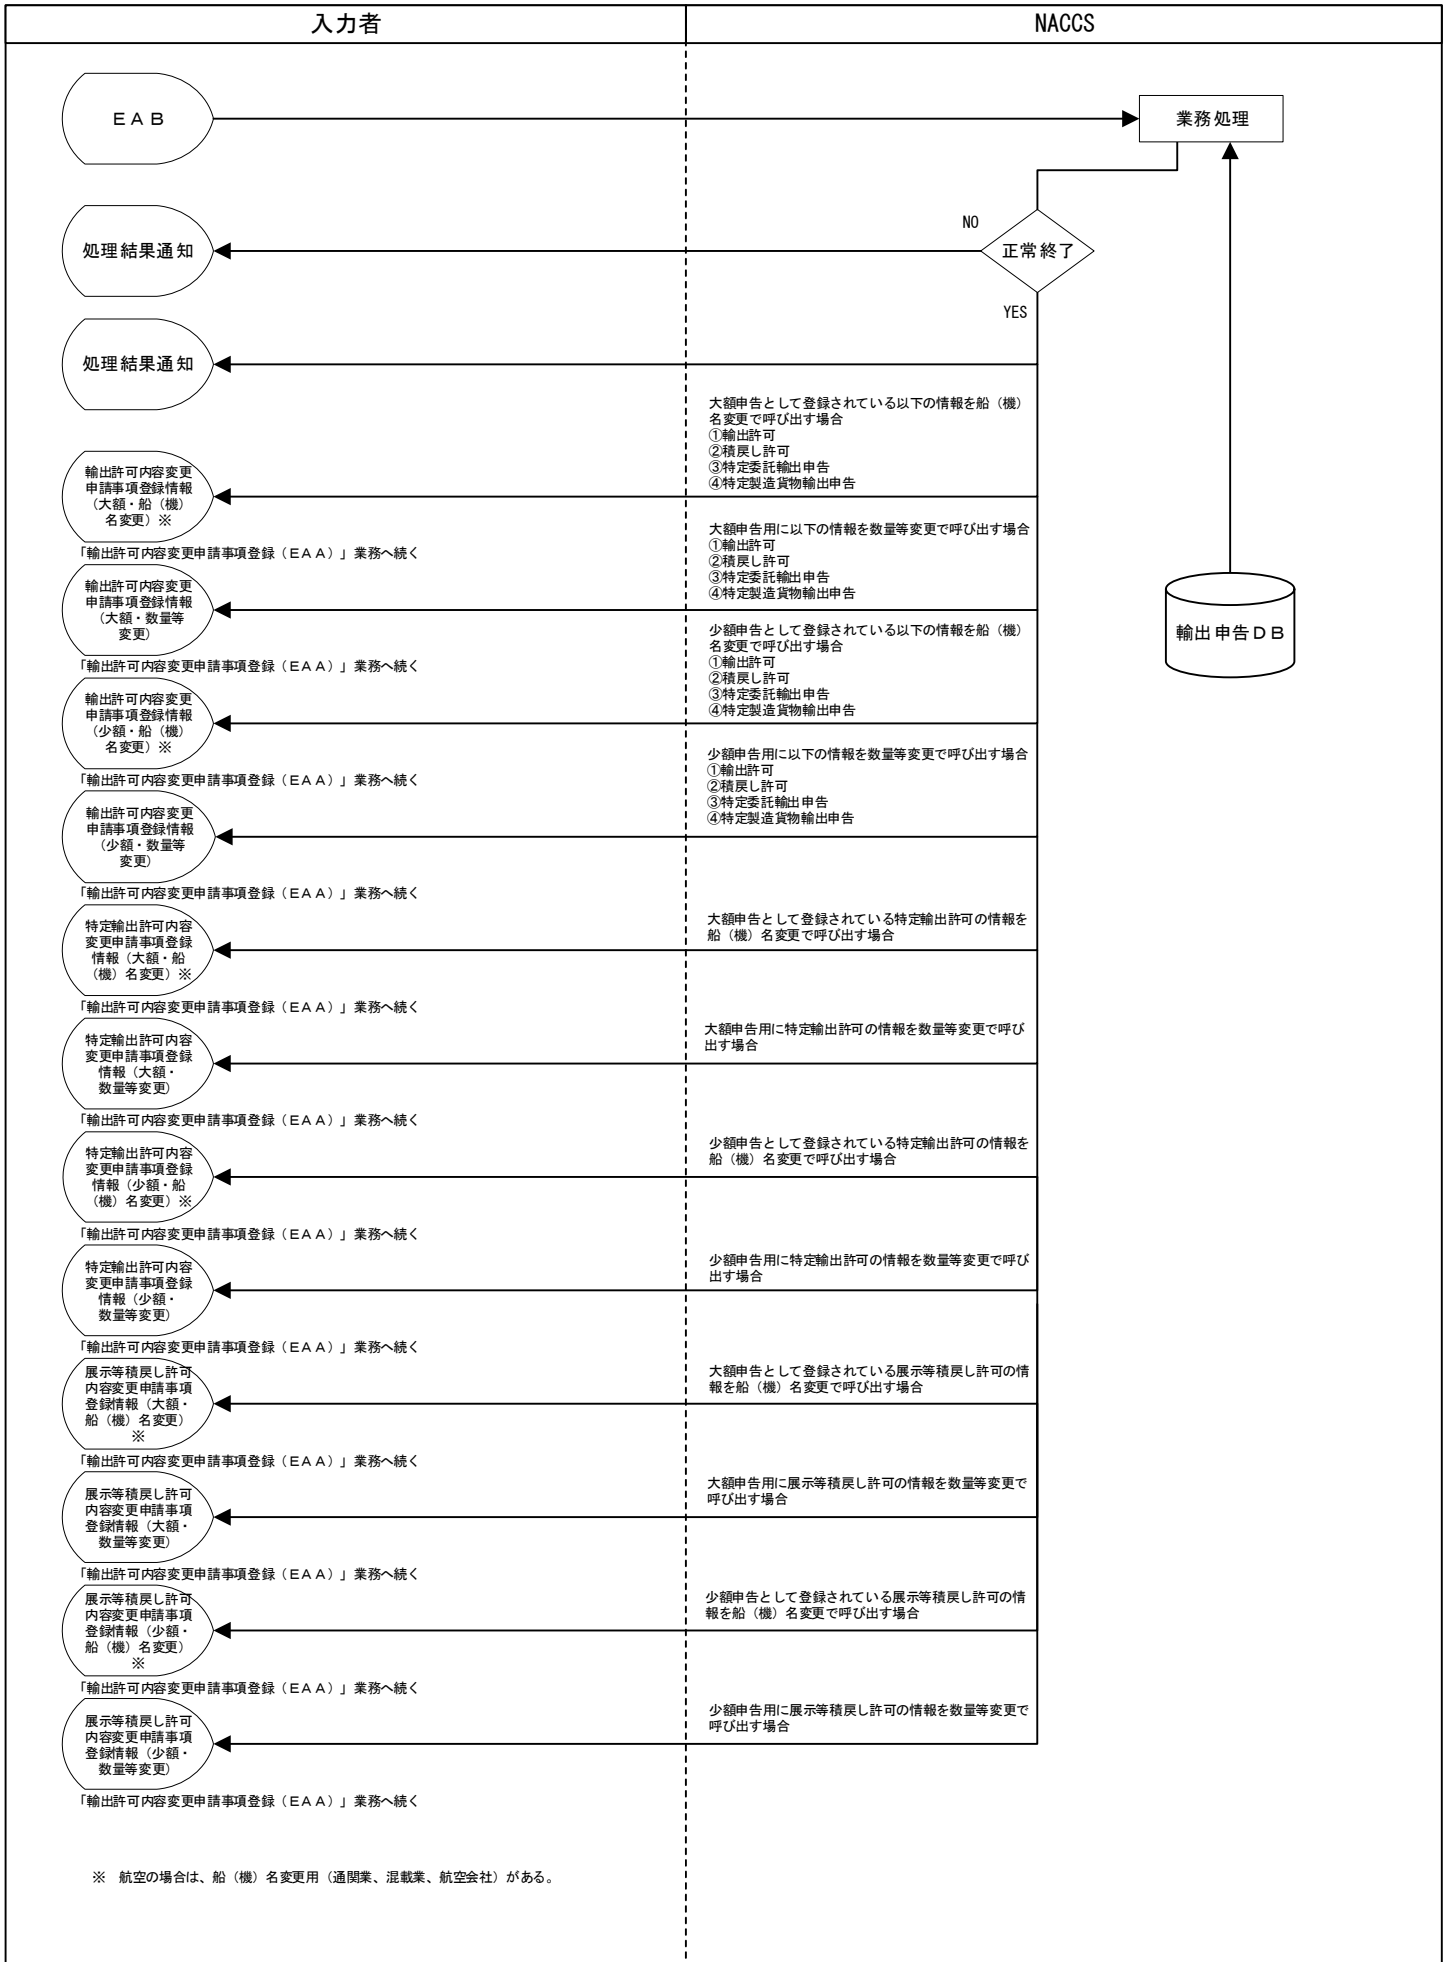 入力者
NACCS
ＥＡＢ
業務処理
処理結果通知
NO
正常終了
YES
処理結果通知
大額申告として登録されている以下の情報を船（機）
名変更で呼び出す場合
①輸出許可
②積戻し許可
③特定委託輸出申告
④特定製造貨物輸出申告
輸出許可内容変更
申請事項登録情報
（大額・船（機）
名変更）※
「輸出許可内容変更申請事項登録（ＥＡＡ）」業務へ続く
大額申告用に以下の情報を数量等変更で呼び出す場合
①輸出許可
②積戻し許可
③特定委託輸出申告
④特定製造貨物輸出申告
輸出許可内容変更
申請事項登録情報
（大額・数量等
変更）
「輸出許可内容変更申請事項登録（ＥＡＡ）」業務へ続く
輸出申告ＤＢ
少額申告として登録されている以下の情報を船（機）
名変更で呼び出す場合
①輸出許可
②積戻し許可
③特定委託輸出申告
④特定製造貨物輸出申告
輸出許可内容変更
申請事項登録情報
（少額・船（機）
名変更）※
「輸出許可内容変更申請事項登録（ＥＡＡ）」業務へ続く
少額申告用に以下の情報を数量等変更で呼び出す場合
①輸出許可
②積戻し許可
③特定委託輸出申告
④特定製造貨物輸出申告
輸出許可内容変更
申請事項登録情報
（少額・数量等
変更）
「輸出許可内容変更申請事項登録（ＥＡＡ）」業務へ続く
大額申告として登録されている特定輸出許可の情報を
船（機）名変更で呼び出す場合
特定輸出許可内容
変更申請事項登録
情報（大額・船
（機）名変更）※
「輸出許可内容変更申請事項登録（ＥＡＡ）」業務へ続く
大額申告用に特定輸出許可の情報を数量等変更で呼び
出す場合
特定輸出許可内容
変更申請事項登録
情報（大額・
数量等変更）
「輸出許可内容変更申請事項登録（ＥＡＡ）」業務へ続く
少額申告として登録されている特定輸出許可の情報を
船（機）名変更で呼び出す場合
特定輸出許可内容
変更申請事項登録
情報（少額・船
（機）名変更）※
「輸出許可内容変更申請事項登録（ＥＡＡ）」業務へ続く
少額申告用に特定輸出許可の情報を数量等変更で呼び
出す場合
特定輸出許可内容
変更申請事項登録
情報（少額・
数量等変更）
「輸出許可内容変更申請事項登録（ＥＡＡ）」業務へ続く
大額申告として登録されている展示等積戻し許可の情
報を船（機）名変更で呼び出す場合
展示等積戻し許可
内容変更申請事項
登録情報（大額・
船（機）名変更）
※
「輸出許可内容変更申請事項登録（ＥＡＡ）」業務へ続く
大額申告用に展示等積戻し許可の情報を数量等変更で
呼び出す場合
展示等積戻し許可
内容変更申請事項
登録情報（大額・
数量等変更）
「輸出許可内容変更申請事項登録（ＥＡＡ）」業務へ続く
少額申告として登録されている展示等積戻し許可の情
報を船（機）名変更で呼び出す場合
展示等積戻し許可
内容変更申請事項
登録情報（少額・
船（機）名変更）
※
「輸出許可内容変更申請事項登録（ＥＡＡ）」業務へ続く
少額申告用に展示等積戻し許可の情報を数量等変更で
呼び出す場合
展示等積戻し許可
内容変更申請事項
登録情報（少額・
数量等変更）
「輸出許可内容変更申請事項登録（ＥＡＡ）」業務へ続く
※　航空の場合は、船（機）名変更用（通関業、混載業、航空会社）がある。